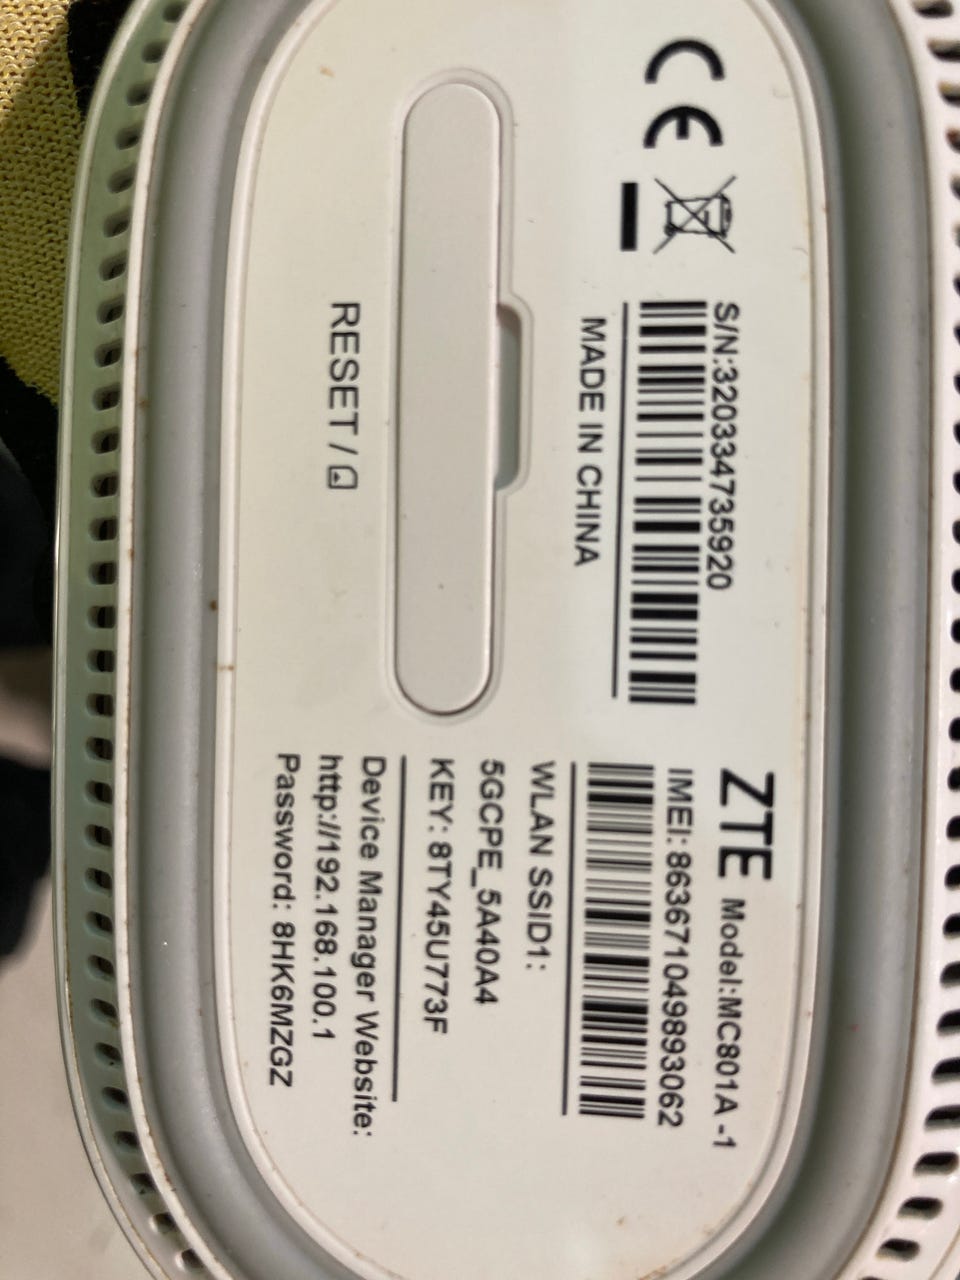 ZTE Model:MC801A-1
IMEI: 863671049893062
WLAN SSID1:
5GCPE_5A40A4
KEY: 8TY45U773F
Device Manager Website:
http://192.168.100.1
Password: 8HK6MZGZ
CE
S/N:320334735920
MADE IN CHINA
RESET /